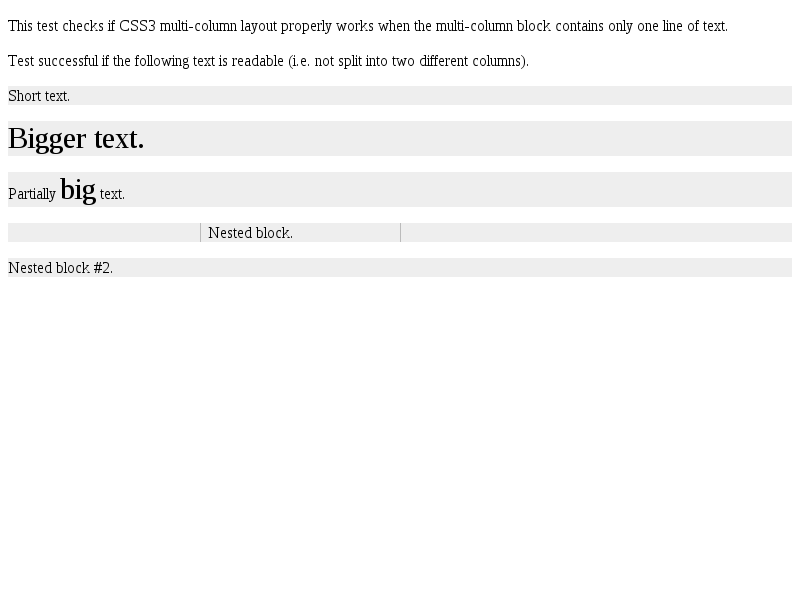 This test checks if CSS3 multi-column layout properly works when the multi-column block contains only one line of text.
Test successful if the following text is readable (i.e. not split into two different columns).
Short text.
Bigger text.
Partially big text.
Nested block.
Nested block #2.